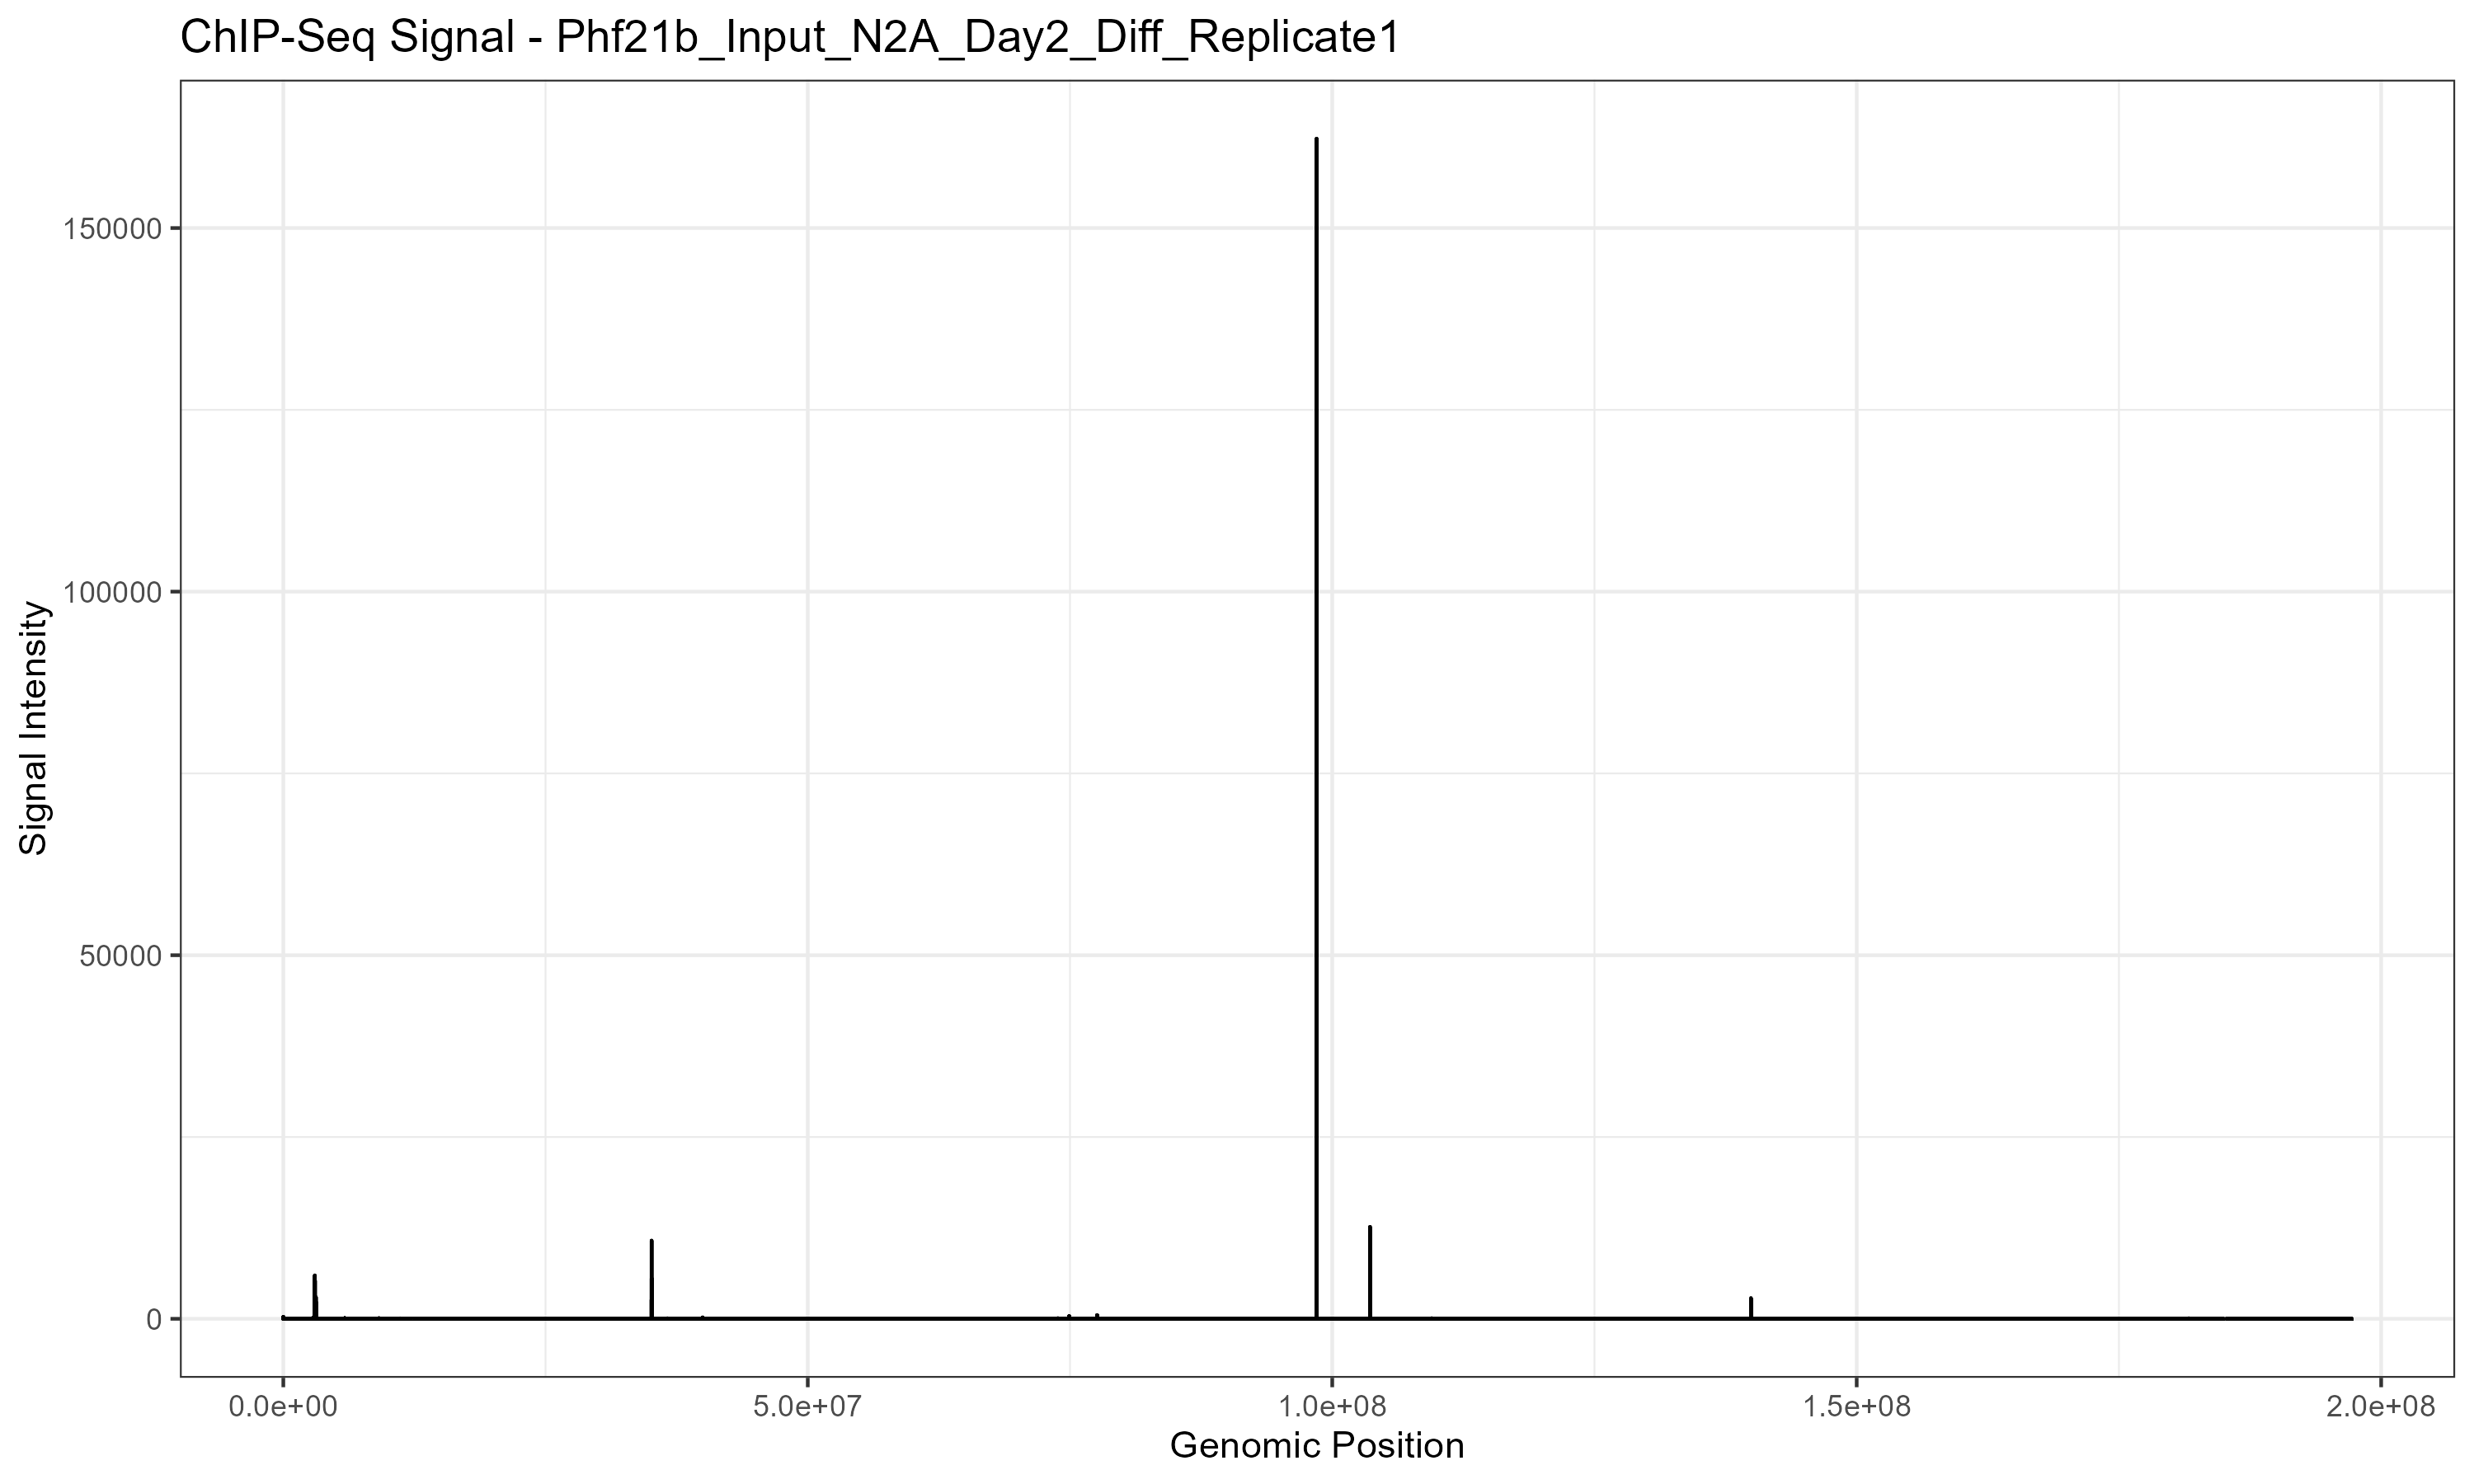 ChIP-Seq Signal - Phf21b_Input_N2A_Day2_Diff_Replicate1
150000
100000
50000
0
Signal Intensity
0.0e+00 5.0e+07 1.0e+08 1.5e+08 2.0e+08
Genomic Position